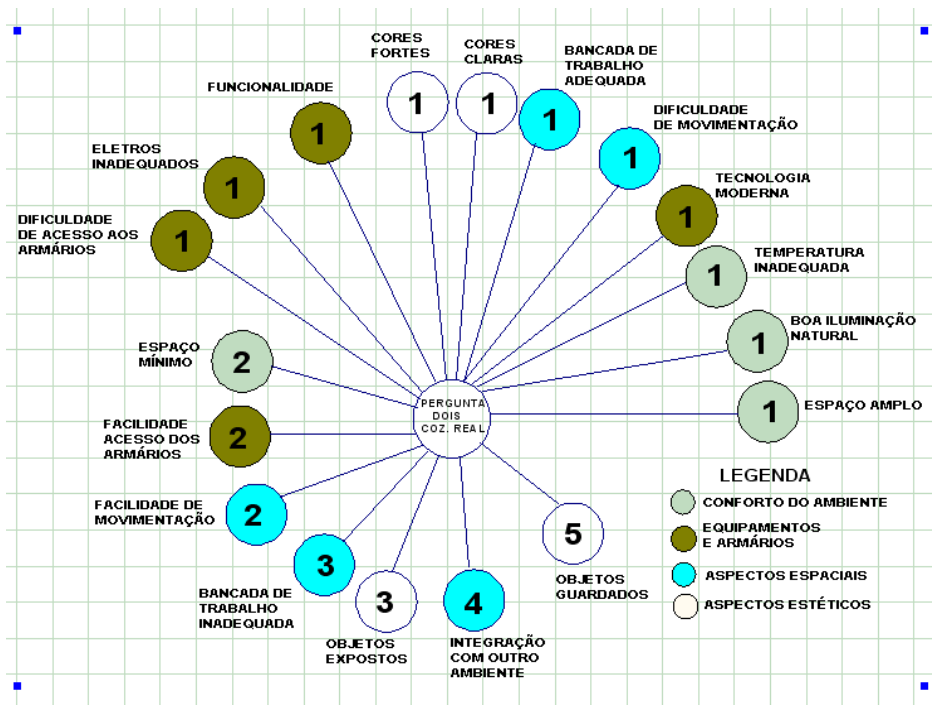 CORES
FORTES
1
CORES
CLARAS
1
BANCADA DE
TRABALHO
ADEQUADA
1
DIFICULDADE
DE MOVIMENTAÇÃO
1
TECNOLOGIA
MODERNA
1
TEMPERATURA
INADEQUADA
1
BOA ILUMINAÇÃO
NATURAL
1
ESPAÇO AMPLO
1
FUNCIONALIDADE
1
ELETROS
INADEQUADOS
1
DIFICULDADE
DE ACESSO AOS
ARMÁRIOS
1
ESPAÇO
MÍNIMO
2
FACILIDADE
ACESSO DOS
ARMÁRIOS
2
FACILIDADE DE
MOVIMENTAÇÃO
2
BANCADA DE
TRABALHO
INADEQUADA
3
OBJETOS
EXPOSTOS
3
INTEGRAÇÃO
COM OUTRO
AMBIENTE
4
OBJETOS
GUARDADOS
5
PERGUNTA
DOIS
COZ. REAL
LEGENDA
CONFORTO DO AMBIENTE
EQUIPAMENTOS
E ARMÁRIOS
ASPECTOS ESPACIAIS
ASPECTOS ESTÉTICOS